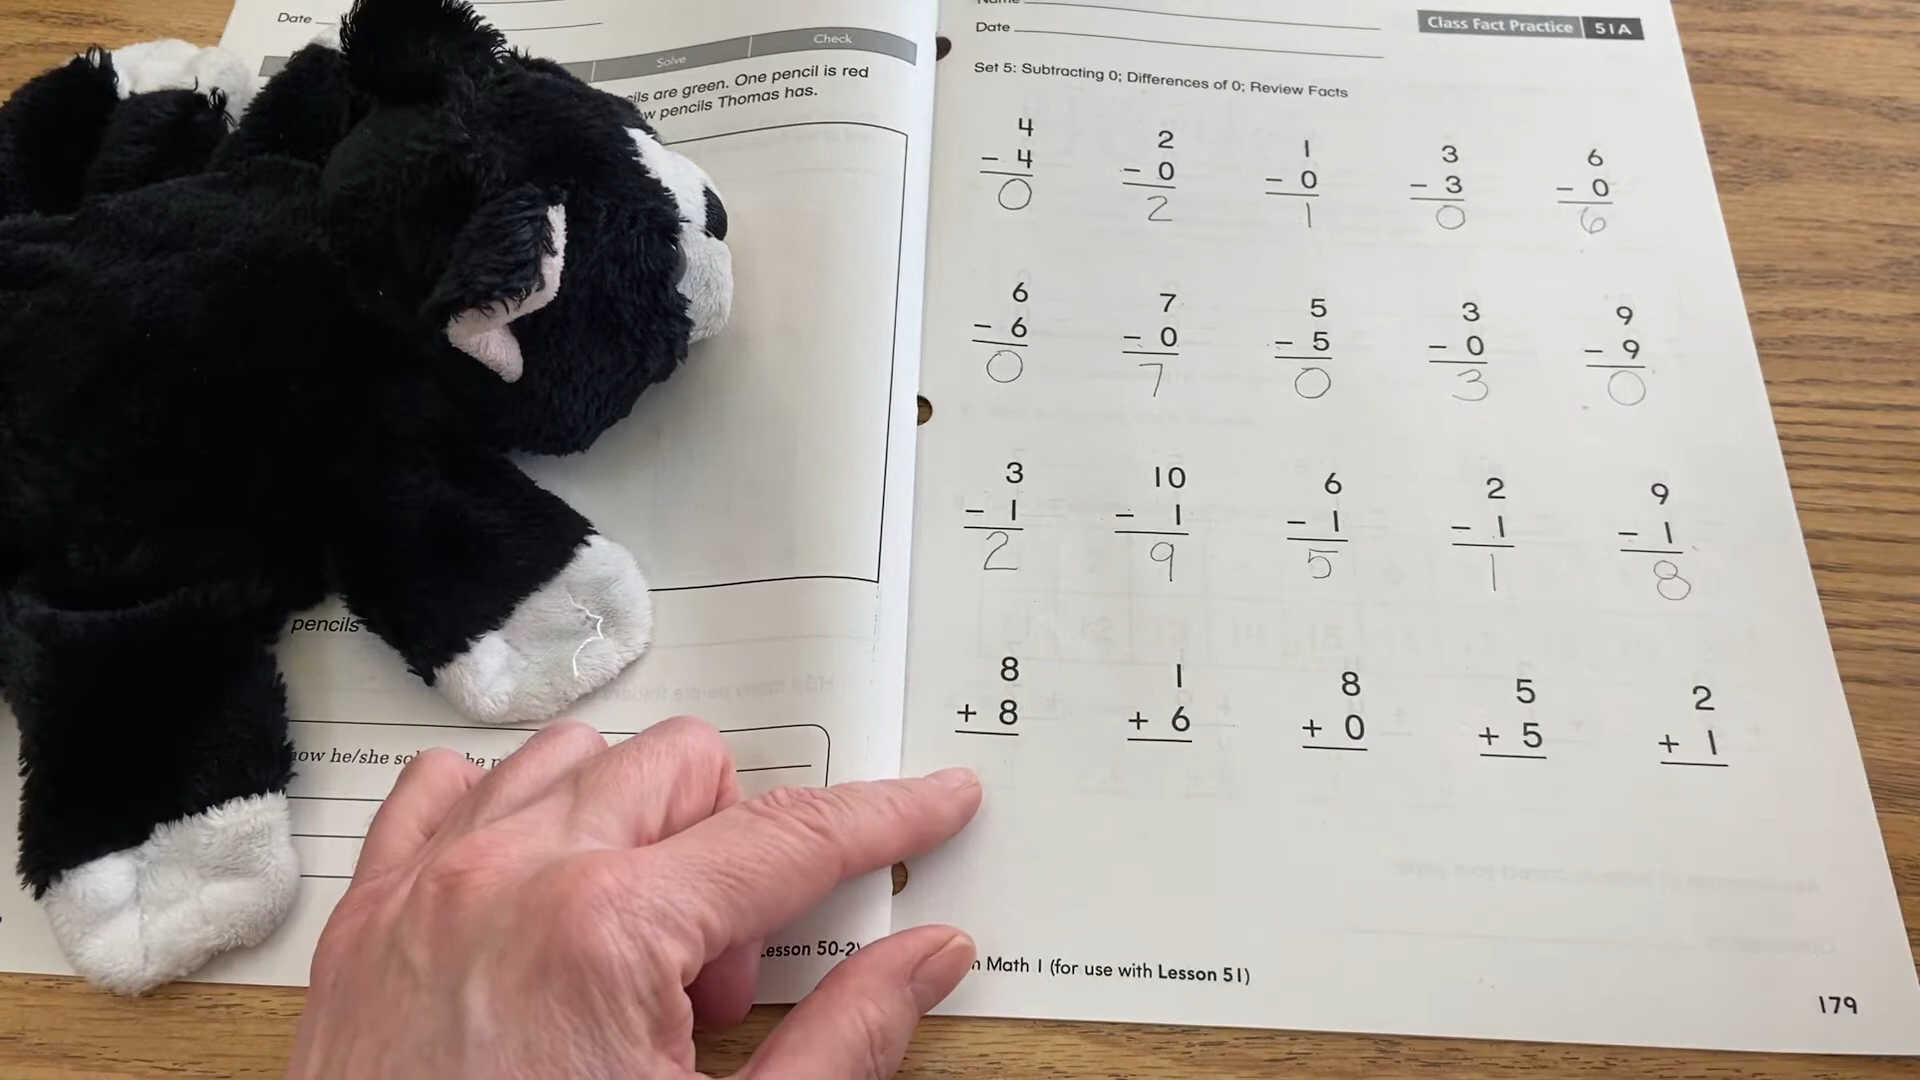 Date
Solve
Check
ils are green. One pencil is red
w pencils Thomas has.
pencils
ow he/she so
he
esson 50-2
Name
Date
Class Fact Practice 51A
Set 5: Subtracting 0; Differences of 0; Review Facts
4 2 1 3 6
- 4 - 0 - 0 - 3 - 0
0 2 1 0 6
6 7 5 3 9
- 6 - 0 - 5 - 0 - 9
0 7 0 3 0
3 10 6 2 9
- 1 - 1 - 1 - 1 - 1
2 9 5 1 8
8 1 8 5 2
+ 8 + 6 + 0 + 5 + 1
Math 1 (for use with Lesson 51)
179